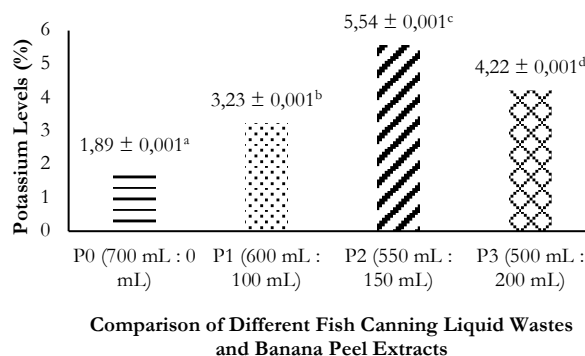 Potassium Levels (%)
6
5
4
3
2
1
0
1,89 ± 0,001ᵃ
3,23 ± 0,001ᵇ
5,54 ± 0,001ᶜ
4,22 ± 0,001ᵈ
P0 (700 mL : 0
mL)
P1 (600 mL :
100 mL)
P2 (550 mL :
150 mL)
P3 (500 mL :
200 mL)
Comparison of Different Fish Canning Liquid Wastes
and Banana Peel Extracts